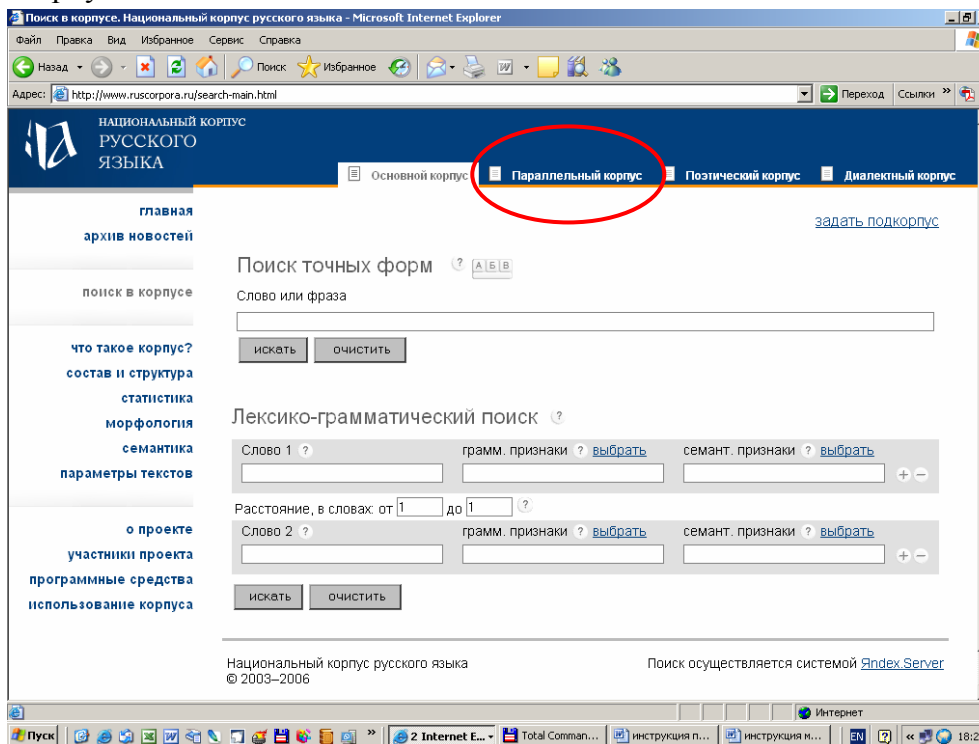 Поиск в корпусе. Национальный корпус русского языка - Microsoft Internet Explorer
Файл Правка Вид Избранное Сервис Справка
Назад Поиск Избранное
Адрес: http://www.ruscorpora.ru/search-main.html Переход Ссылки »
НАЦИОНАЛЬНЫЙ КОРПУС
РУССКОГО
ЯЗЫКА
Основной корпус Параллельный корпус Поэтический корпус Диалектный корпус
главная
задать подкорпус
архив новостей
Поиск точных форм ? А Б В
поиск в корпусе
Слово или фраза
искать очистить
что такое корпус?
состав и структура
статистика
морфология
семантика
параметры текстов
Лексико-грамматический поиск ?
Слово 1 ? грамм. признаки ? выбрать семант. признаки ? выбрать
Расстояние, в словах: от 1 до 1 ?
Слово 2 ? грамм. признаки ? выбрать семант. признаки ? выбрать
искать очистить
о проекте
участники проекта
программные средства
использование корпуса
Национальный корпус русского языка
© 2003–2006
Поиск осуществляется системой Яndex.Server
Интернет
Пуск » 2 Internet E... Total Comman... инструкция п... инструкция м... EN «